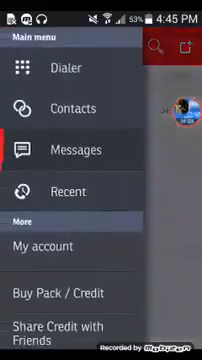 53% 4:45 PM
Main menu
Dialer
Contacts
Messages
Recent
More
My account
Buy Pack / Credit
Share Credit with
Friends
Recorded by Mobizen